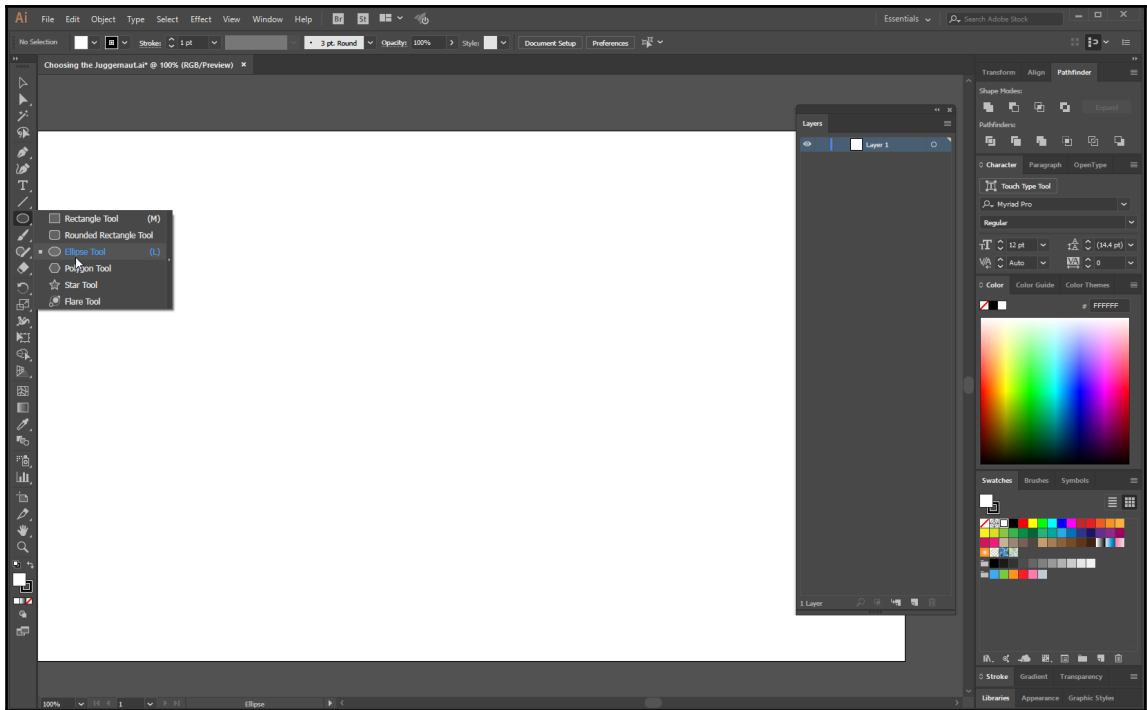 Ai File Edit Object Type Select Effect View Window Help Br St Essentials Search Adobe Stock
No Selection Stroke: 1 pt 3 pt. Round Opacity: 100% Style: Document Setup Preferences
Choosing the Juggernaut.ai* @ 100% (RGB/Preview) ×
Rectangle Tool (M)
Rounded Rectangle Tool
Ellipse Tool (L)
Polygon Tool
Star Tool
Flare Tool
Layers
Layer 1
1 Layer
Transform Align Pathfinder
Shape Modes:
Expand
Pathfinders:
Character Paragraph OpenType
Touch Type Tool
Myriad Pro
Regular
12 pt (14.4 pt)
Auto 0
Color Color Guide Color Themes
# FFFFFF
Swatches Brushes Symbols
Stroke Gradient Transparency
Libraries Appearance Graphic Styles
100% 1 Ellipse